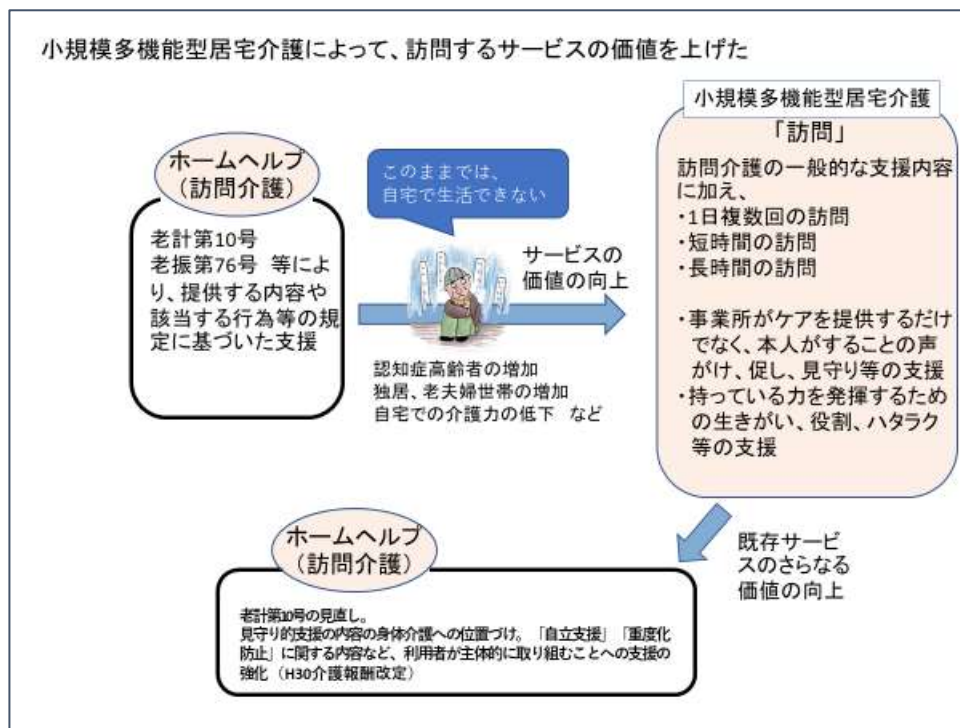 小規模多機能型居宅介護によって、訪問するサービスの価値を上げた
ホームヘルプ
(訪問介護)
老計第10号
老振第76号 等によ
り、提供する内容や
該当する行為等の規
定に基づいた支援
このままでは、
自宅で生活できない
サービスの
価値の向上
認知症高齢者の増加
独居、老夫婦世帯の増加
自宅での介護力の低下 など
小規模多機能型居宅介護
「訪問」
訪問介護の一般的な支援内容
に加え、
・1日複数回の訪問
・短時間の訪問
・長時間の訪問
・事業所がケアを提供するだけ
でなく、本人がすることの声
がけ、促し、見守り等の支援
・持っている力を発揮するため
の生きがい、役割、ハタラク
等の支援
既存サービ
スのさらなる
価値の向上
ホームヘルプ
(訪問介護)
老計第10号の見直し。
見守り的支援の内容の身体介護への位置づけ。「自立支援」「重度化
防止」に関する内容など、利用者が主体的に取り組むことへの支援の
強化(H30介護報酬改定)